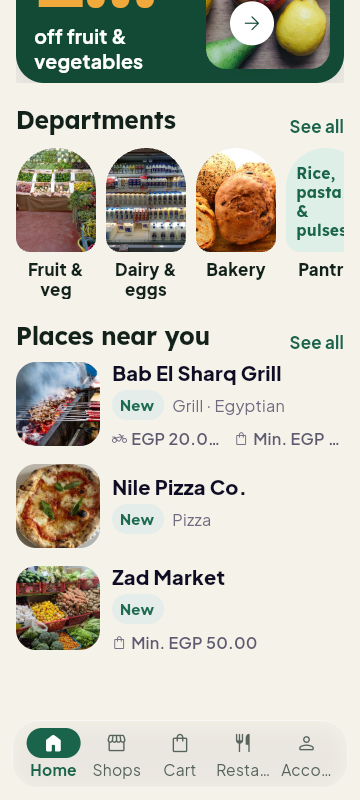 off fruit &
vegetables
Departments
See all
Rice,
pasta
&
pulses
Fruit &
veg
Dairy &
eggs
Bakery
Pantr
Places near you
See all
Bab El Sharq Grill
New Grill · Egyptian
EGP 20.0... Min. EGP ...
Nile Pizza Co.
New Pizza
Zad Market
New
Min. EGP 50.00
Home Shops Cart Resta... Acco...